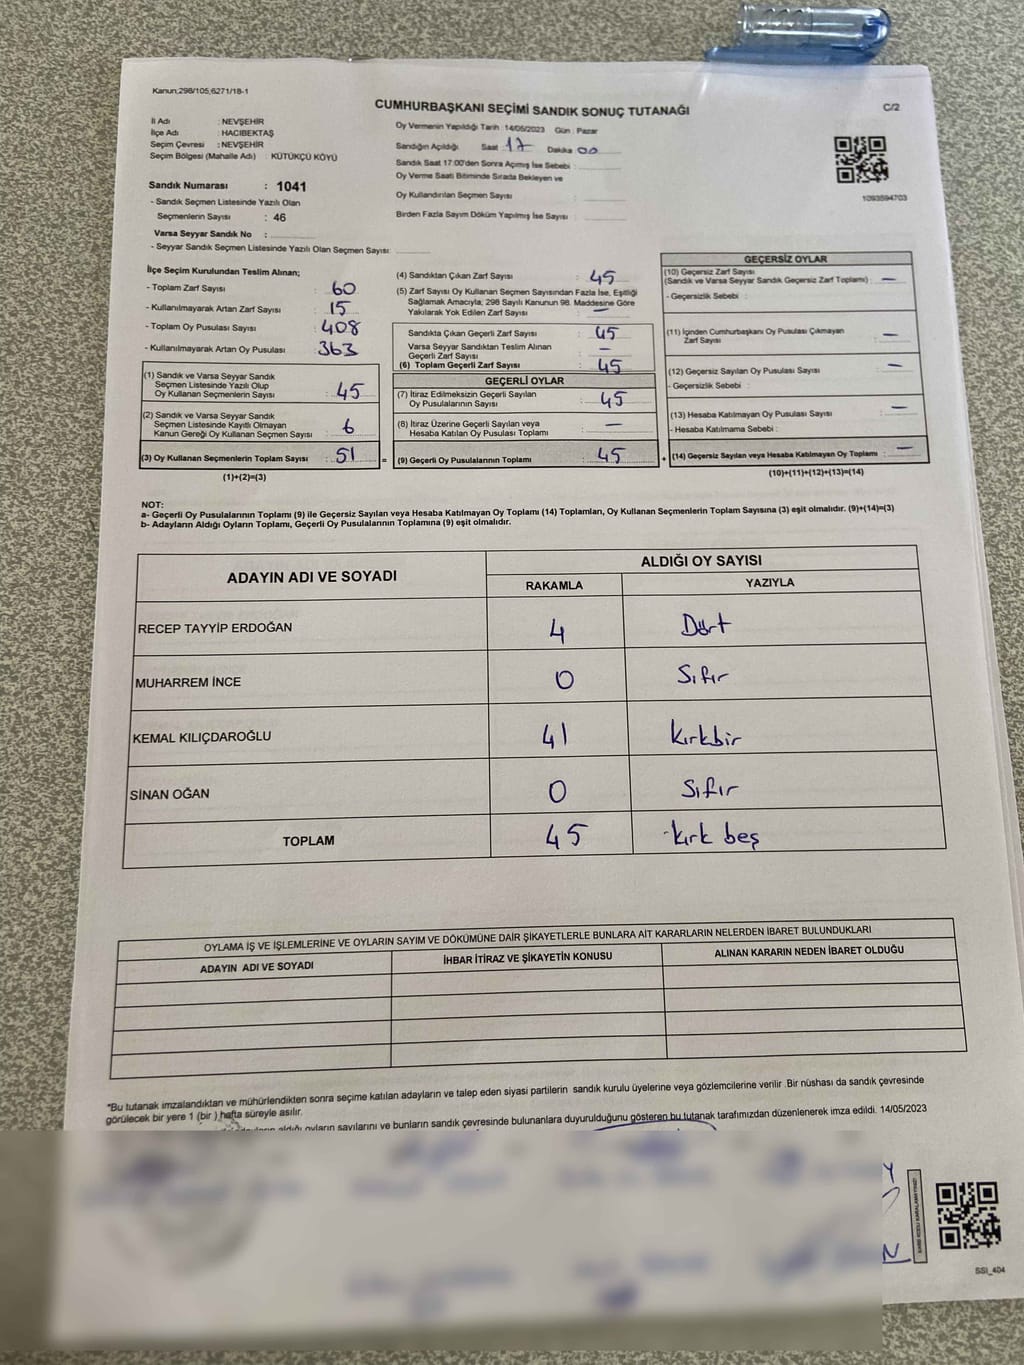 Kanun;298/105,6271/18-1
CUMHURBAŞKANI SEÇİMİ SANDIK SONUÇ TUTANAĞI
C/2
İl Adı : NEVŞEHİR
İlçe Adı : HACIBEKTAŞ
Seçim Çevresi : NEVŞEHİR
Seçim Bölgesi (Mahalle Adı) : KÜTÜKÇÜ KÖYÜ
Oy Vermenin Yapıldığı Tarih :14/05/2023 Gün : Pazar
Sandığın Açıldığı Saat 17 Dakika 00
Sandık Saat 17:00'den Sonra Açımış İse Sebebi :
Oy Verme Saati Bitiminde Sırada Bekleyen ve
Oy Kullandırılan Seçmen Sayısı :
Birden Fazla Sayım Döküm Yapılmış İse Sayısı :
1093594703
Sandık Numarası : 1041
- Sandık Seçmen Listesinde Yazılı Olan
Seçmenlerin Sayısı : 46
Varsa Seyyar Sandık No :
- Seyyar Sandık Seçmen Listesinde Yazılı Olan Seçmen Sayısı:
İlçe Seçim Kurulundan Teslim Alınan;
- Toplam Zarf Sayısı : 60
- Kullanılmayarak Artan Zarf Sayısı : 15
- Toplam Oy Pusulası Sayısı : 408
- Kullanılmayarak Artan Oy Pusulası : 363
(1) Sandık ve Varsa Seyyar Sandık
Seçmen Listesinde Yazılı Olup
Oy Kullanan Seçmenlerin Sayısı : 45
(2) Sandık ve Varsa Seyyar Sandık
Seçmen Listesinde Kayıtlı Olmayan
Kanun Gereği Oy Kullanan Seçmen Sayısı : 6
(3) Oy Kullanan Seçmenlerin Toplam Sayısı : 51 =
(1)+(2)=(3)
(4) Sandıktan Çıkan Zarf Sayısı : 45
(5) Zarf Sayısı Oy Kullanan Seçmen Sayısından Fazla İse, Eşitliği
Sağlamak Amacıyla, 298 Sayılı Kanunun 98. Maddesine Göre
Yakılarak Yok Edilen Zarf Sayısı : —
Sandıkta Çıkan Geçerli Zarf Sayısı : 45
Varsa Seyyar Sandıktan Teslim Alınan
Geçerli Zarf Sayısı : —
(6) Toplam Geçerli Zarf Sayısı : 45
GEÇERLİ OYLAR
(7) İtiraz Edilmeksizin Geçerli Sayılan
Oy Pusulalarının Sayısı : 45
(8) İtiraz Üzerine Geçerli Sayılan veya
Hesaba Katılan Oy Pusulası Toplamı : —
(9) Geçerli Oy Pusulalarının Toplamı : 45 +
GEÇERSİZ OYLAR
(10) Geçersiz Zarf Sayısı
(Sandık ve Varsa Seyyar Sandık Geçersiz Zarf Toplamı) : —
- Geçersizlik Sebebi :
(11) İçinden Cumhurbaşkanı Oy Pusulası Çıkmayan
Zarf Sayısı : —
(12) Geçersiz Sayılan Oy Pusulası Sayısı : —
- Geçersizlik Sebebi :
(13) Hesaba Katılmayan Oy Pusulası Sayısı : —
- Hesaba Katılmama Sebebi :
(14) Geçersiz Sayılan veya Hesaba Katılmayan Oy Toplamı : —
(10)+(11)+(12)+(13)=(14)
NOT:
a- Geçerli Oy Pusulalarının Toplamı (9) ile Geçersiz Sayılan veya Hesaba Katılmayan Oy Toplamı (14) Toplamları, Oy Kullanan Seçmenlerin Toplam Sayısına (3) eşit olmalıdır. (9)+(14)=(3)
b- Adayların Aldığı Oyların Toplamı, Geçerli Oy Pusulalarının Toplamına (9) eşit olmalıdır.
ADAYIN ADI VE SOYADI
ALDIĞI OY SAYISI
RAKAMLA YAZIYLA
RECEP TAYYİP ERDOĞAN 4 Dört
MUHARREM İNCE 0 Sıfır
KEMAL KILIÇDAROĞLU 41 Kırkbir
SİNAN OĞAN 0 Sıfır
TOPLAM 45 kırk beş
OYLAMA İŞ VE İŞLEMLERİNE VE OYLARIN SAYIM VE DÖKÜMÜNE DAİR ŞİKAYETLERLE BUNLARA AİT KARARLARIN NELERDEN İBARET BULUNDUKLARI
ADAYIN ADI VE SOYADI İHBAR İTİRAZ VE ŞİKAYETİN KONUSU ALINAN KARARIN NEDEN İBARET OLDUĞU
*Bu tutanak imzalandıktan ve mühürlendikten sonra seçime katılan adayların ve talep eden siyasi partilerin sandık kurulu üyelerine veya gözlemcilerine verilir .Bir nüshası da sandık çevresinde
görülecek bir yere 1 (bir ) hafta süreyle asılır.
aldığı oyların sayılarını ve bunların sandık çevresinde bulunanlara duyurulduğunu gösteren bu tutanak tarafımızdan düzenlenerek imza edildi. 14/05/2023
SSI_404